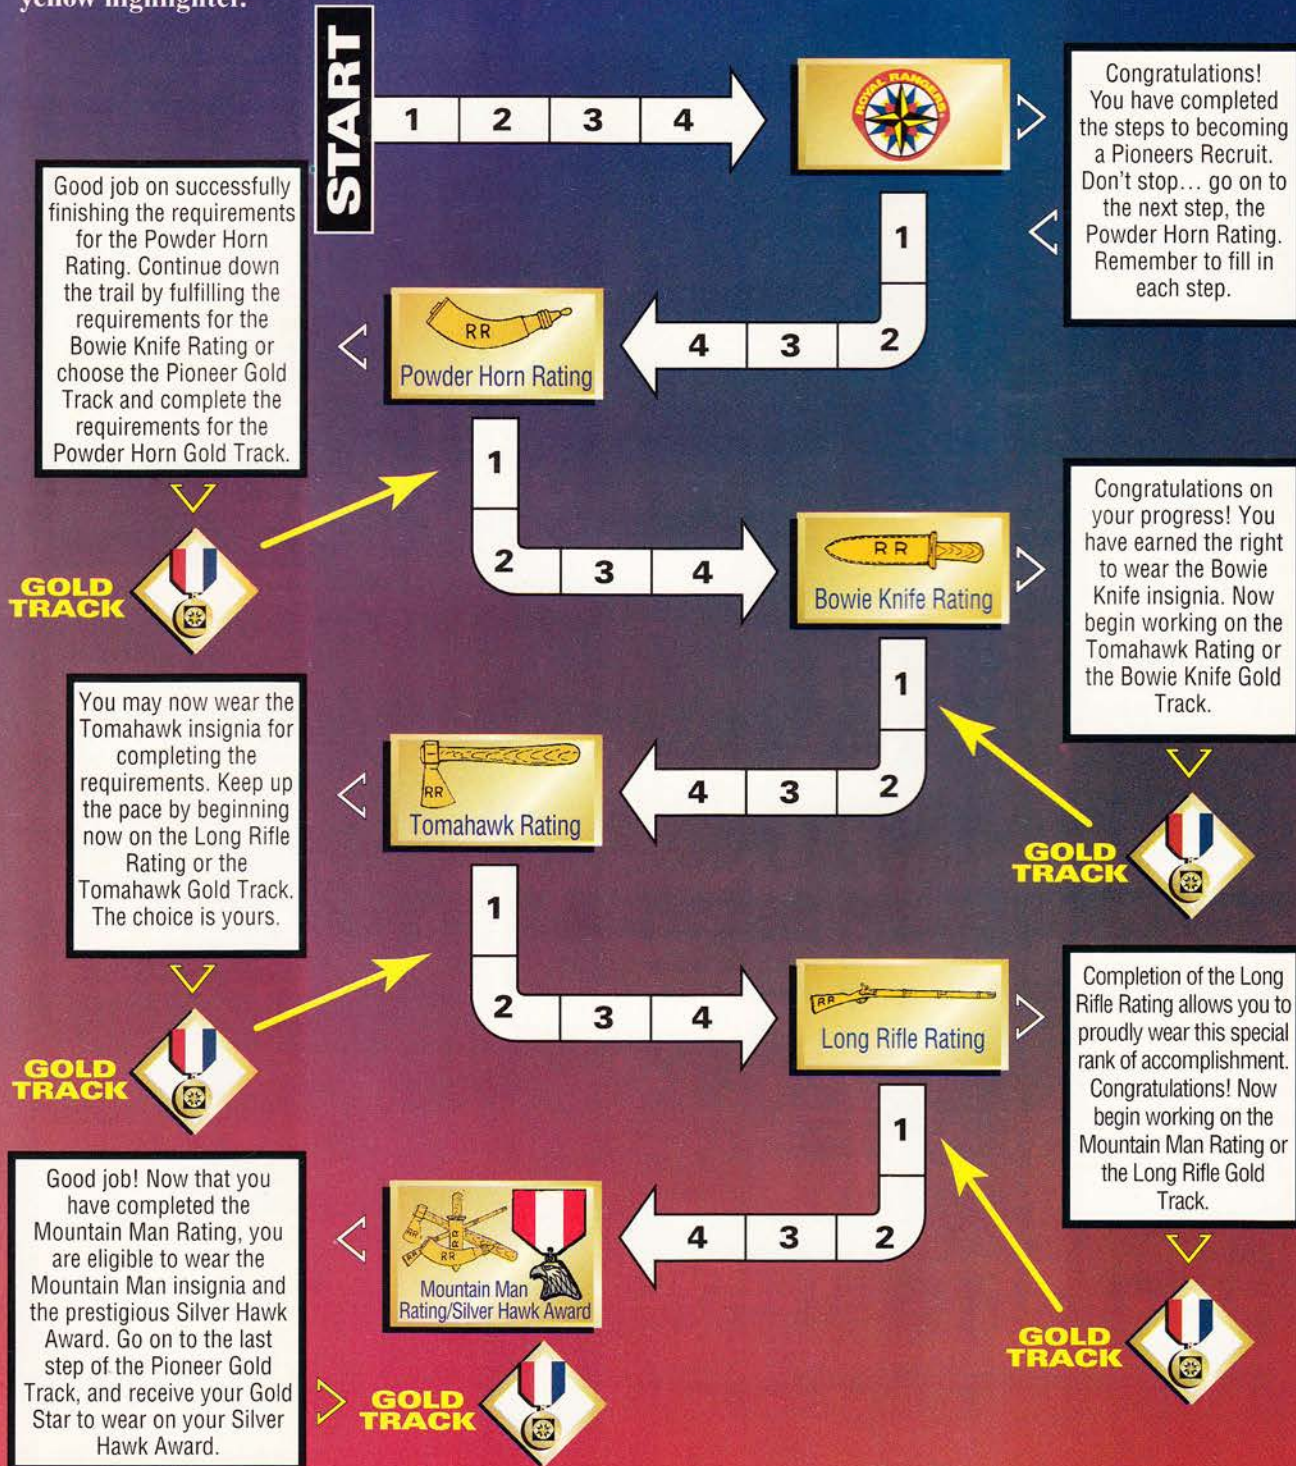 yellow highlighter.
START
1 2 3 4
ROYAL RANGERS
Congratulations!
You have completed
the steps to becoming
a Pioneers Recruit.
Don't stop... go on to
the next step, the
Powder Horn Rating.
Remember to fill in
each step.
1
2
3
4
RR
Powder Horn Rating
Good job on successfully
finishing the requirements
for the Powder Horn
Rating. Continue down
the trail by fulfilling the
requirements for the
Bowie Knife Rating or
choose the Pioneer Gold
Track and complete the
requirements for the
Powder Horn Gold Track.
GOLD
TRACK
1
2 3 4
RR
Bowie Knife Rating
Congratulations on
your progress! You
have earned the right
to wear the Bowie
Knife insignia. Now
begin working on the
Tomahawk Rating or
the Bowie Knife Gold
Track.
GOLD
TRACK
1
2
3
4
RR
Tomahawk Rating
You may now wear the
Tomahawk insignia for
completing the
requirements. Keep up
the pace by beginning
now on the Long Rifle
Rating or the
Tomahawk Gold Track.
The choice is yours.
GOLD
TRACK
1
2 3 4
RR
Long Rifle Rating
Completion of the Long
Rifle Rating allows you to
proudly wear this special
rank of accomplishment.
Congratulations! Now
begin working on the
Mountain Man Rating or
the Long Rifle Gold
Track.
GOLD
TRACK
1
2
3
4
RR
RR
RR
RR
Mountain Man
Rating/Silver Hawk Award
Good job! Now that you
have completed the
Mountain Man Rating, you
are eligible to wear the
Mountain Man insignia and
the prestigious Silver Hawk
Award. Go on to the last
step of the Pioneer Gold
Track, and receive your Gold
Star to wear on your Silver
Hawk Award.
GOLD
TRACK